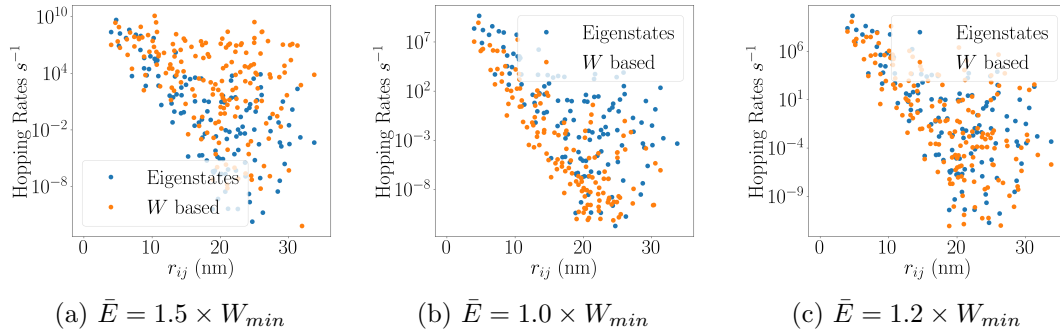 10^10
10^4
10^-2
10^-8
Hopping Rates s^-1
Eigenstates
W based
0 10 20 30
r_ij (nm)
(a) Ē = 1.5 × W_min
10^7
10^2
10^-3
10^-8
Hopping Rates s^-1
Eigenstates
W based
0 10 20 30
r_ij (nm)
(b) Ē = 1.0 × W_min
10^6
10^1
10^-4
10^-9
Hopping Rates s^-1
Eigenstates
W based
0 10 20 30
r_ij (nm)
(c) Ē = 1.2 × W_min